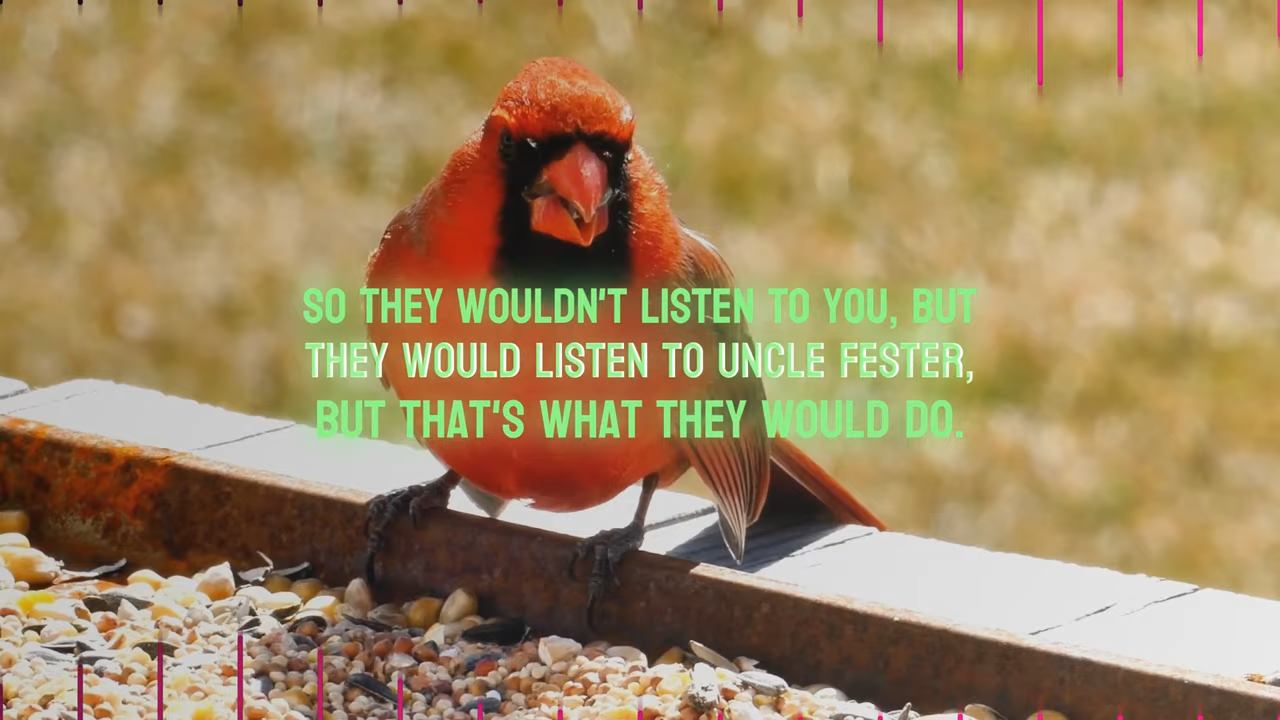 SO THEY WOULDN'T LISTEN TO YOU, BUT
THEY WOULD LISTEN TO UNCLE FESTER,
BUT THAT'S WHAT THEY WOULD DO.